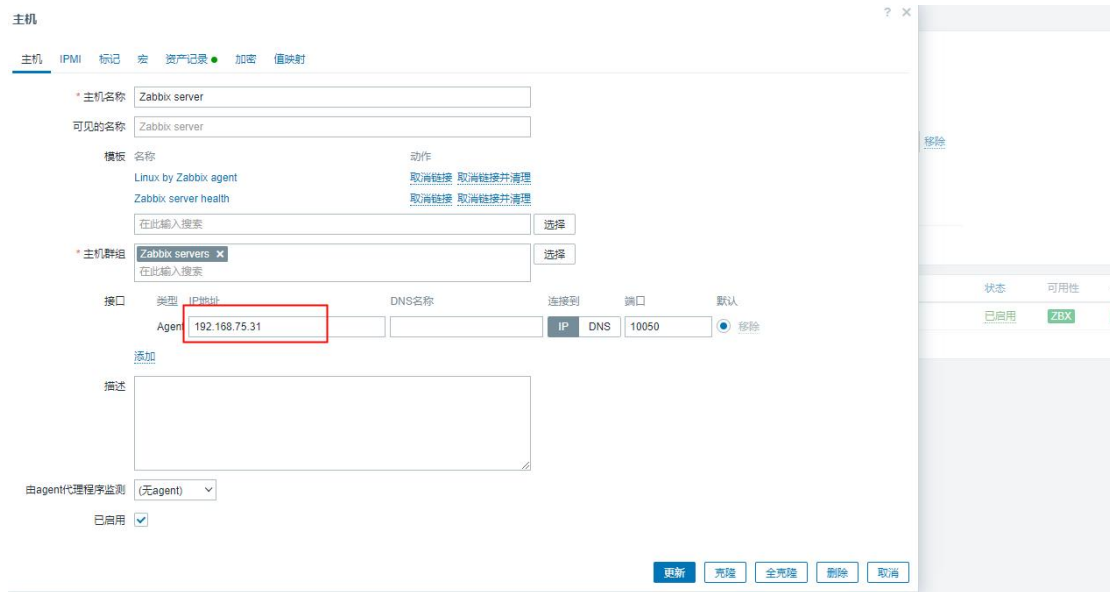 主机
? ×
主机 IPMI 标记 宏 资产记录 加密 值映射
* 主机名称 Zabbix server
可见的名称 Zabbix server
移除
模板 名称 动作
Linux by Zabbix agent 取消链接 取消链接并清理
Zabbix server health 取消链接 取消链接并清理
在此输入搜索 选择
* 主机群组 Zabbix servers × 选择
在此输入搜索
接口 类型 IP地址 DNS名称 连接到 端口 默认
Agent 192.168.75.31 IP DNS 10050 移除
状态 可用性
已启用 ZBX
添加
描述
由agent代理程序监测 (无agent)
已启用
更新 克隆 全克隆 删除 取消